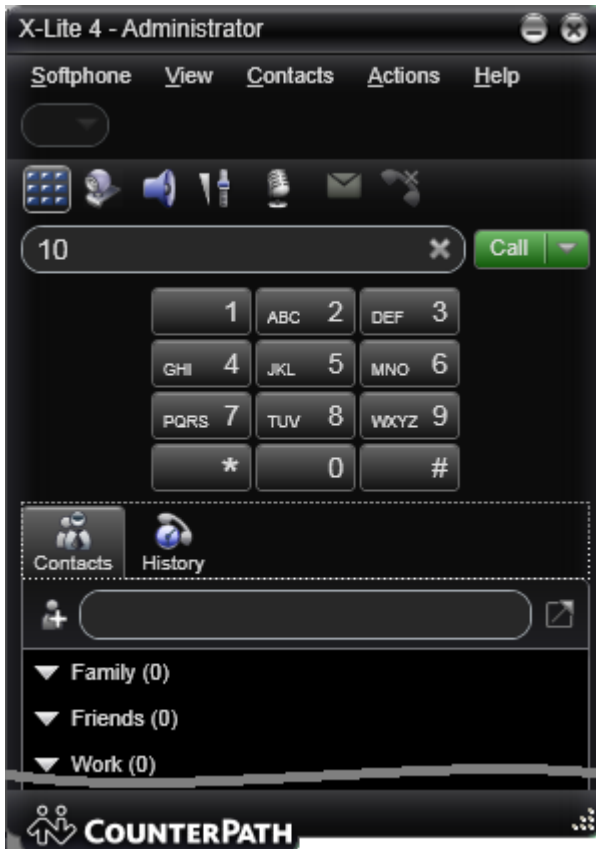 X-Lite 4 - Administrator
Softphone View Contacts Actions Help
10 Call
1 ABC 2 DEF 3
GHI 4 JKL 5 MNO 6
PQRS 7 TUV 8 WXYZ 9
* 0 #
Contacts History
Family (0)
Friends (0)
Work (0)
COUNTERPATH